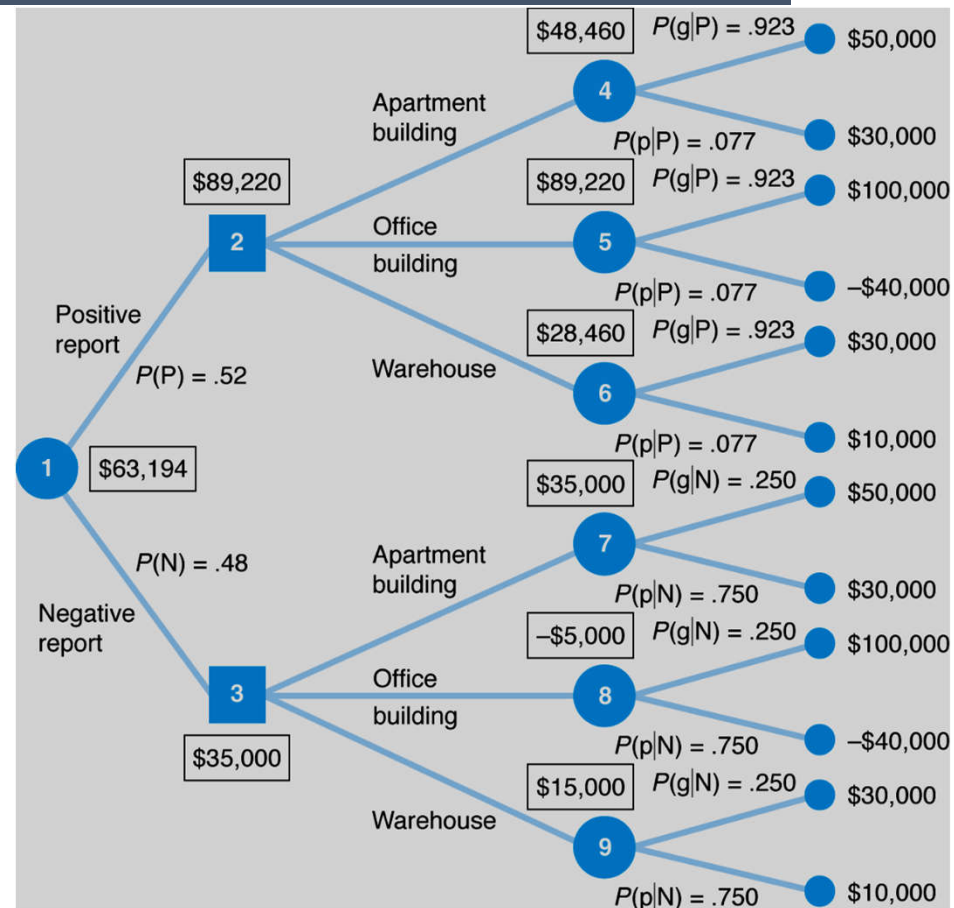 $48,460 P(g|P) = .923 $50,000
4
Apartment
building
P(p|P) = .077 $30,000
$89,220 $89,220 P(g|P) = .923 $100,000
Office
2 5
building
P(p|P) = .077 –$40,000
Positive
report
$28,460 P(g|P) = .923 $30,000
Warehouse
P(P) = .52
6
P(p|P) = .077 $10,000
1 $63,194
$35,000 P(g|N) = .250 $50,000
7
P(N) = .48
Apartment
building
P(p|N) = .750 $30,000
Negative
report
–$5,000 P(g|N) = .250 $100,000
Office
3 8
building
P(p|N) = .750 –$40,000
$35,000
$15,000 P(g|N) = .250 $30,000
Warehouse
9
P(p|N) = .750 $10,000